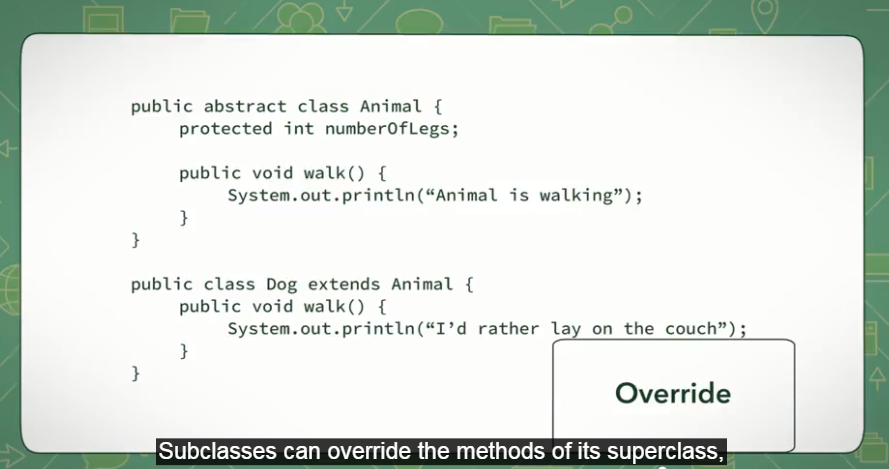 public abstract class Animal {
protected int numberOfLegs;
public void walk() {
System.out.println(“Animal is walking”);
}
}
public class Dog extends Animal {
public void walk() {
System.out.println(“I’d rather lay on the couch”);
}
}
Override
Subclasses can override the methods of its superclass,